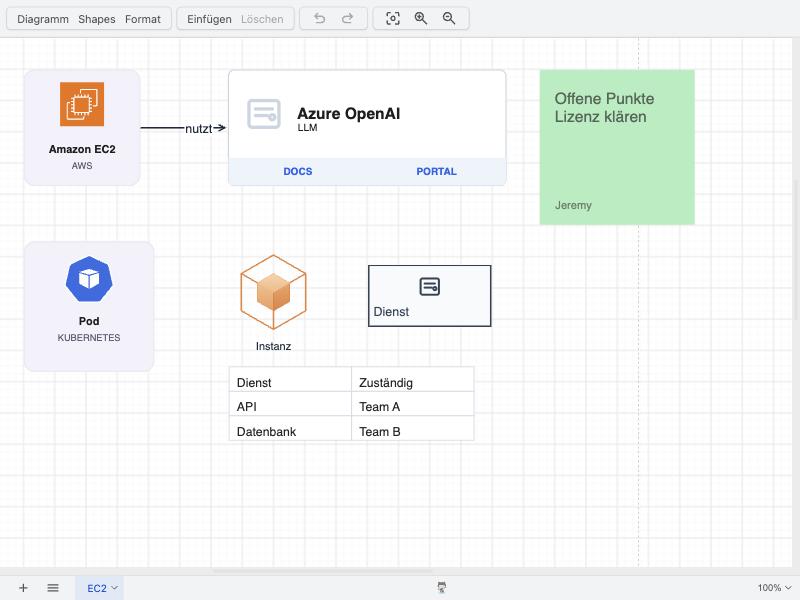 Diagramm Shapes Format Einfügen Löschen
Amazon EC2
AWS
nutzt
Azure OpenAI
LLM
DOCS PORTAL
Offene Punkte
Lizenz klären
Jeremy
Pod
KUBERNETES
Instanz
Dienst
Dienst Zuständig
API Team A
Datenbank Team B
EC2
100%